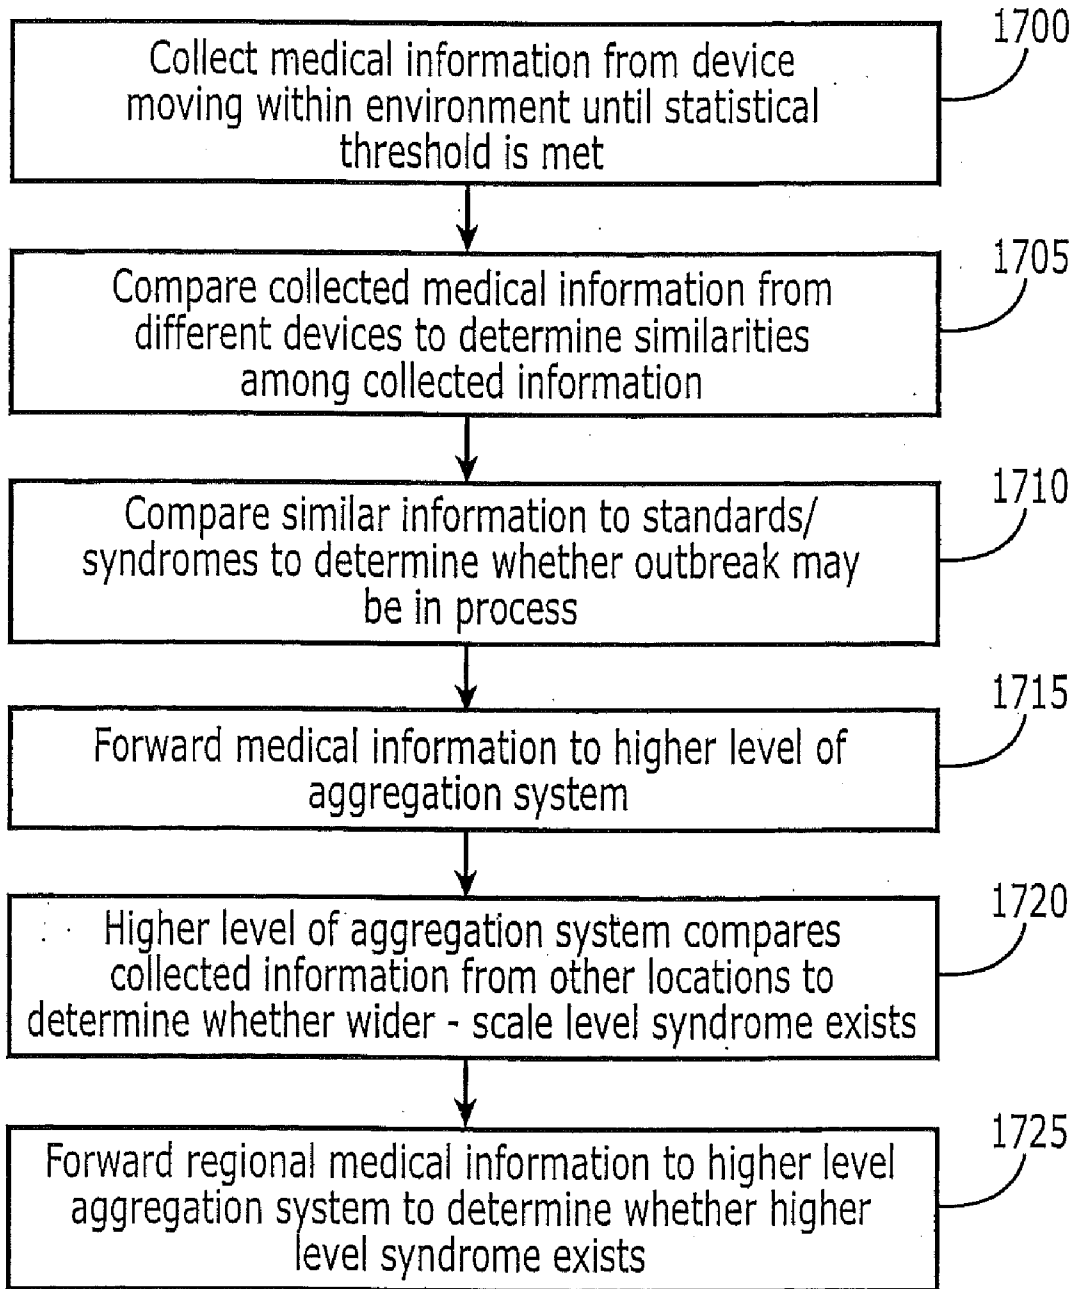 1700
Collect medical information from device
moving within environment until statistical
threshold is met
1705
Compare collected medical information from
different devices to determine similarities
among collected information
1710
Compare similar information to standards/
syndromes to determine whether outbreak may
be in process
1715
Forward medical information to higher level of
aggregation system
1720
Higher level of aggregation system compares
collected information from other locations to
determine whether wider - scale level syndrome exists
1725
Forward regional medical information to higher level
aggregation system to determine whether higher
level syndrome exists